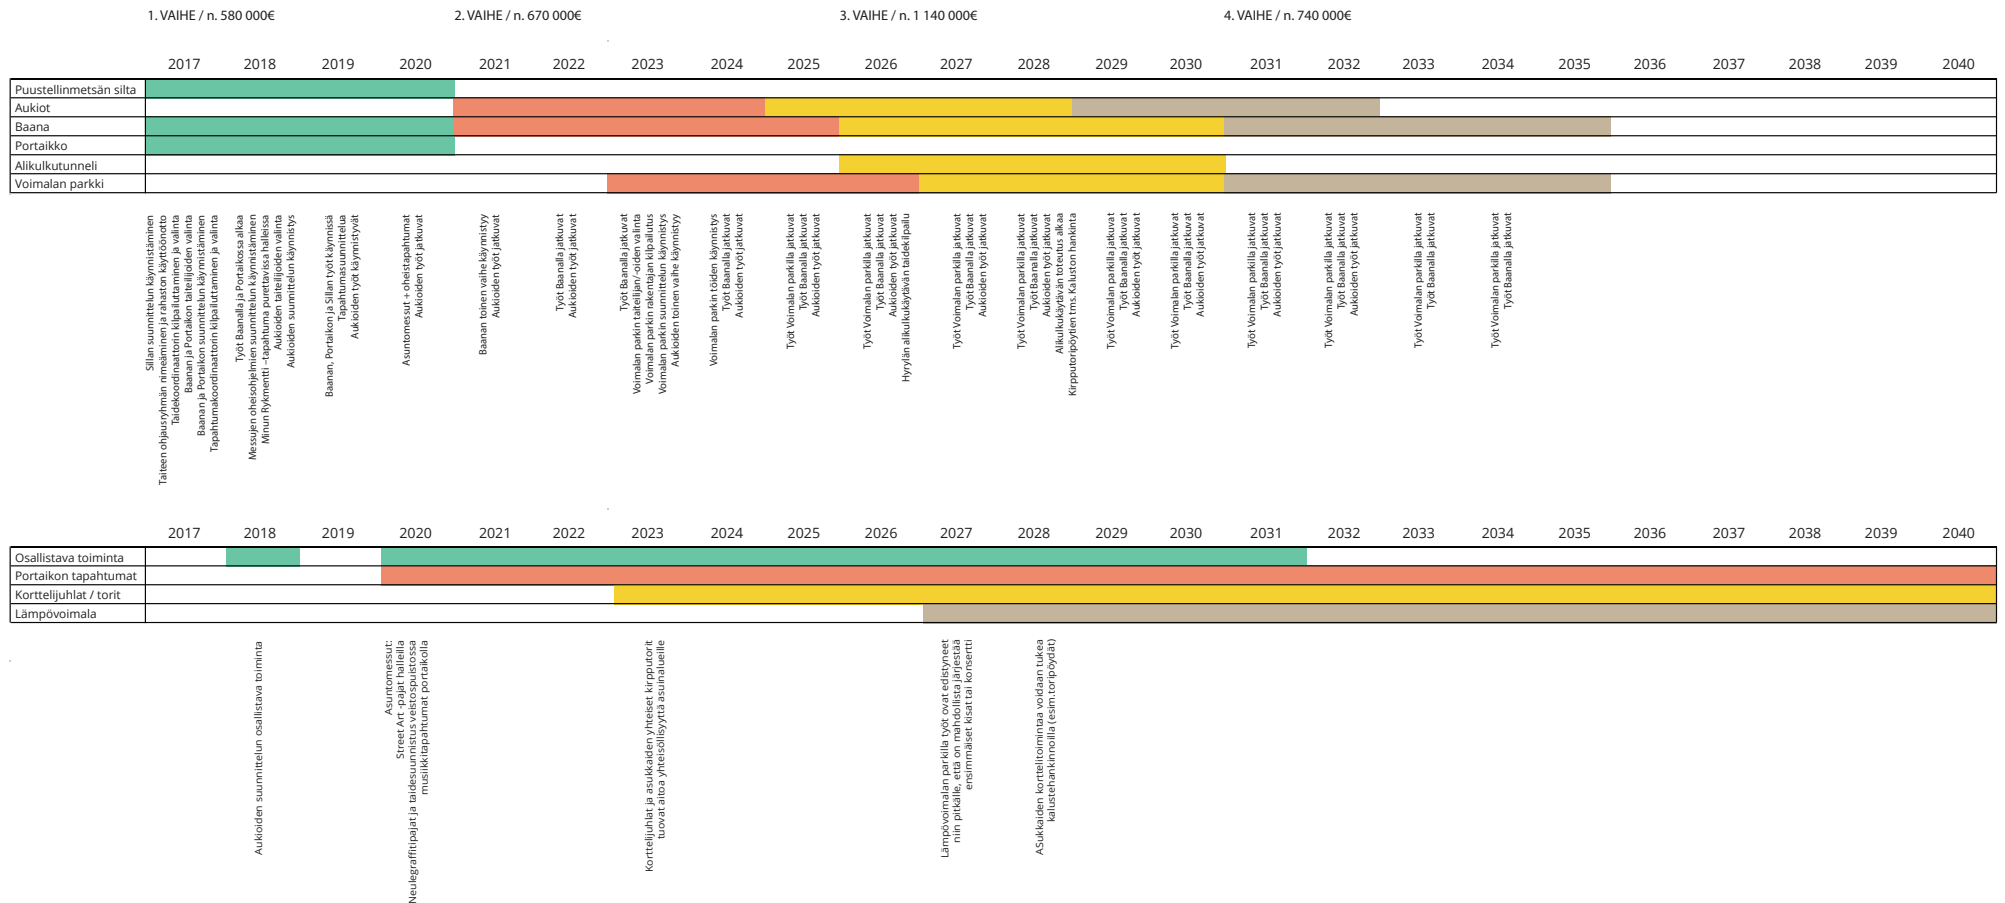 1. VAIHE / n. 580 000€
2. VAIHE / n. 670 000€
3. VAIHE / n. 1 140 000€
4. VAIHE / n. 740 000€
2017 2018 2019 2020 2021 2022 2023 2024 2025 2026 2027 2028 2029 2030 2031 2032 2033 2034 2035 2036 2037 2038 2039 2040
Puustellinmetsän silta
Aukiot
Baana
Portaikko
Alikulkutunneli
Voimalan parkki
Sillan suunnittelun käynnistäminen
Taiteen ohjausryhmän nimeäminen ja rahaston käyttöönotto
Taidekoordinaattorin kilpailuttaminen ja valinta
Baanan ja Portaikon taiteilijoiden valinta
Baanan ja Portaikon suunnittelun käynnistäminen
Tapahtumakoordinaattorin kilpailuttaminen ja valinta
Työt Baanalla ja Portaikossa alkaa
Messujen oheisohjelmien suunnittelun käynnistäminen
Minun Rykmentti –tapahtuma purettavissa halleissa
Aukioiden taiteilijoiden valinta
Aukioiden suunnittelun käynnistys
Baanan, Portaikon ja Sillan työt käynnissä
Tapahtumasuunnittelua
Aukioiden työt käynnistyvät
Asuntomessut + oheistapahtumat
Aukioiden työt jatkuvat
Baanan toinen vaihe käynnistyy
Aukioiden työt jatkuvat
Työt Baanalla jatkuvat
Aukioiden työt jatkuvat
Työt Baanalla jatkuvat
Voimalan parkin taiteilijan/-oiden valinta
Voimalan parkin rakentajan kilpailutus
Voimalan parkin suunnittelun käynnistys
Aukioiden toinen vaihe käynnistyy
Voimalan parkin töiden käynnistys
Työt Baanalla jatkuvat
Aukioiden työt jatkuvat
Työt Voimalan parkilla jatkuvat
Työt Baanalla jatkuvat
Aukioiden työt jatkuvat
Työt Voimalan parkilla jatkuvat
Työt Baanalla jatkuvat
Aukioiden työt jatkuvat
Hyrylän alikulkukäytävän taidekilpailu
Työt Voimalan parkilla jatkuvat
Työt Baanalla jatkuvat
Aukioiden työt jatkuvat
Työt Voimalan parkilla jatkuvat
Työt Baanalla jatkuvat
Aukioiden työt jatkuvat
Alikulkukäytävän toteutus alkaa
Kirpputoripöytien tms. Kaluston hankinta
Työt Voimalan parkilla jatkuvat
Työt Baanalla jatkuvat
Aukioiden työt jatkuvat
Työt Voimalan parkilla jatkuvat
Työt Baanalla jatkuvat
Aukioiden työt jatkuvat
Työt Voimalan parkilla jatkuvat
Työt Baanalla jatkuvat
Aukioiden työt jatkuvat
Työt Voimalan parkilla jatkuvat
Työt Baanalla jatkuvat
Aukioiden työt jatkuvat
Työt Voimalan parkilla jatkuvat
Työt Baanalla jatkuvat
Työt Voimalan parkilla jatkuvat
Työt Baanalla jatkuvat
2017 2018 2019 2020 2021 2022 2023 2024 2025 2026 2027 2028 2029 2030 2031 2032 2033 2034 2035 2036 2037 2038 2039 2040
Osallistava toiminta
Portaikon tapahtumat
Korttelijuhlat / torit
Lämpövoimala
Aukioiden suunnittelun osallistava toiminta
Asuntomessut:
Street Art -pajat halleilla
Neulegraffitipajat ja taidesuunnistus veistospuistossa
musiikkitapahtumat portaikolla
Korttelijuhlat ja asukkaiden yhteiset kirpputorit
tuovat aitoa yhteisöllisyyttä asuinalueille
Lämpövoimalan parkilla työt ovat edistyneet
niin pitkälle, että on mahdollista järjestää
ensimmäiset kisat tai konsertti
ASukkaiden korttelitoimintaa voidaan tukea
kalustehankinnoilla (esim.toripöydät)